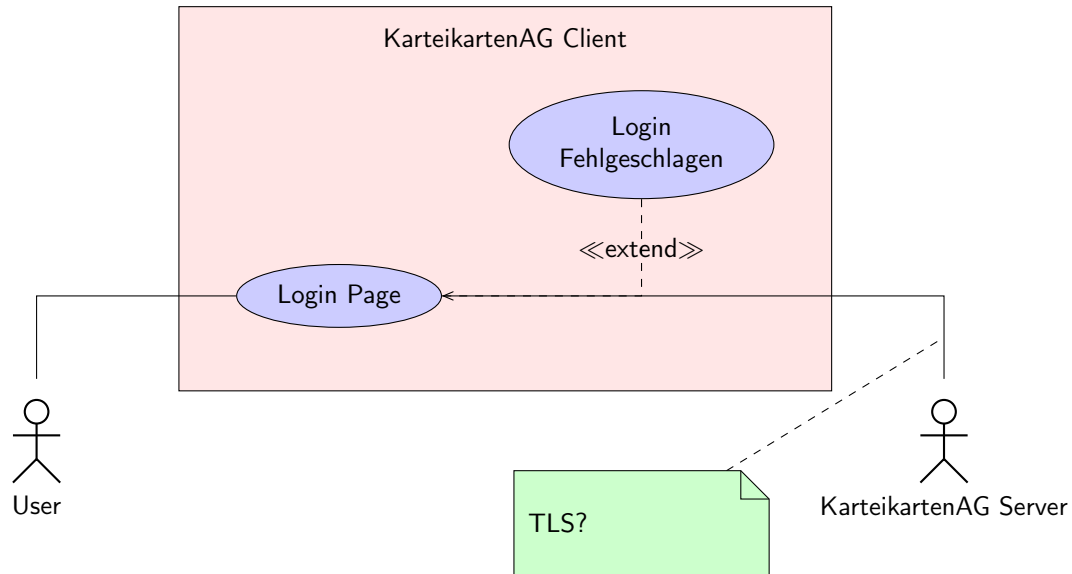 KarteikartenAG Client
Login
Fehlgeschlagen
≪extend≫
Login Page
User
KarteikartenAG Server
TLS?